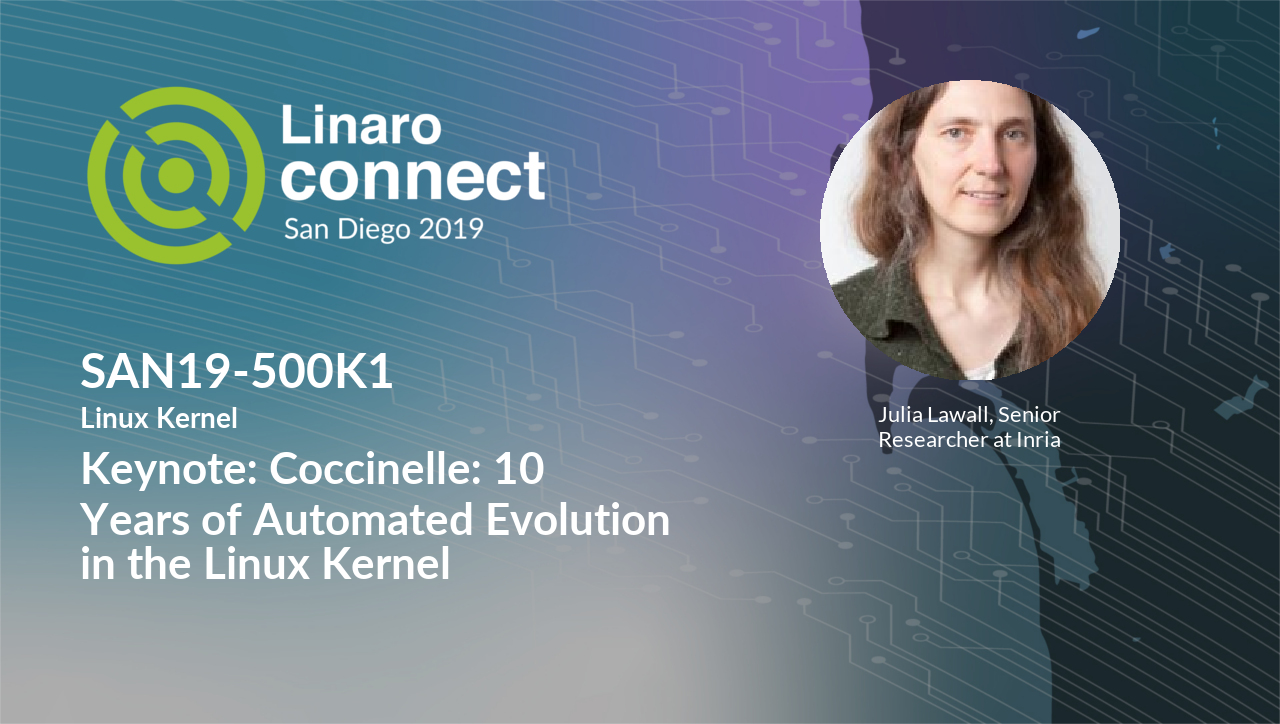 Linaro
connect
San Diego 2019
SAN19-500K1
Linux Kernel
Keynote: Coccinelle: 10
Years of Automated Evolution
in the Linux Kernel
Julia Lawall, Senior
Researcher at Inria